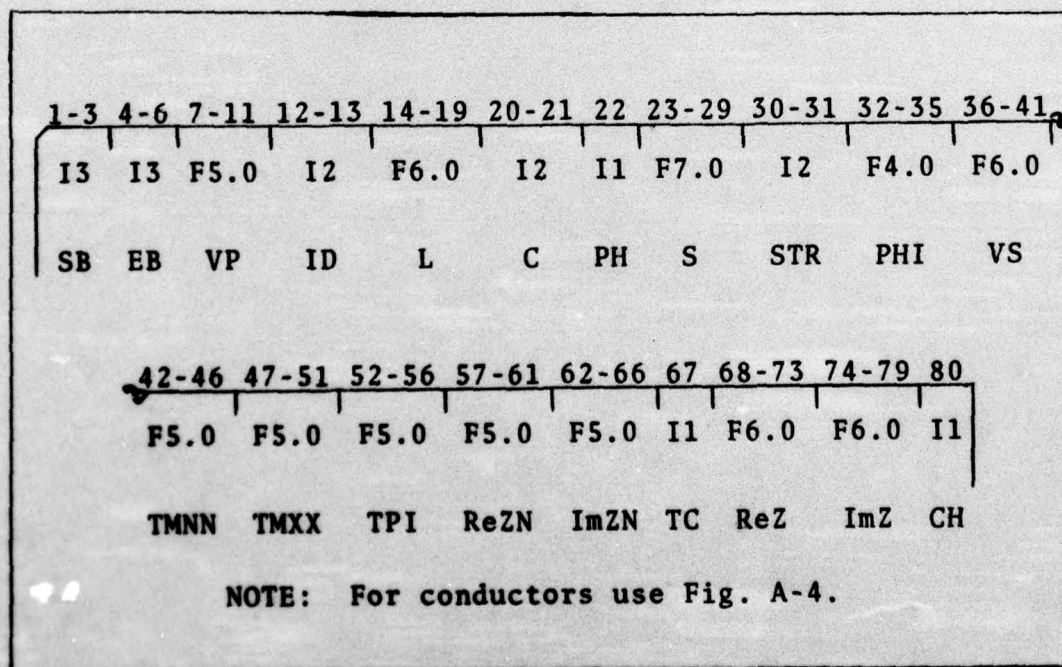 1-3 4-6 7-11 12-13 14-19 20-21 22 23-29 30-31 32-35 36-41
I3 I3 F5.0 I2 F6.0 I2 I1 F7.0 I2 F4.0 F6.0
SB EB VP ID L C PH S STR PHI VS
42-46 47-51 52-56 57-61 62-66 67 68-73 74-79 80
F5.0 F5.0 F5.0 F5.0 F5.0 I1 F6.0 F6.0 I1
TMNN TMXX TPI ReZN ImZN TC ReZ ImZ CH
NOTE: For conductors use Fig. A-4.